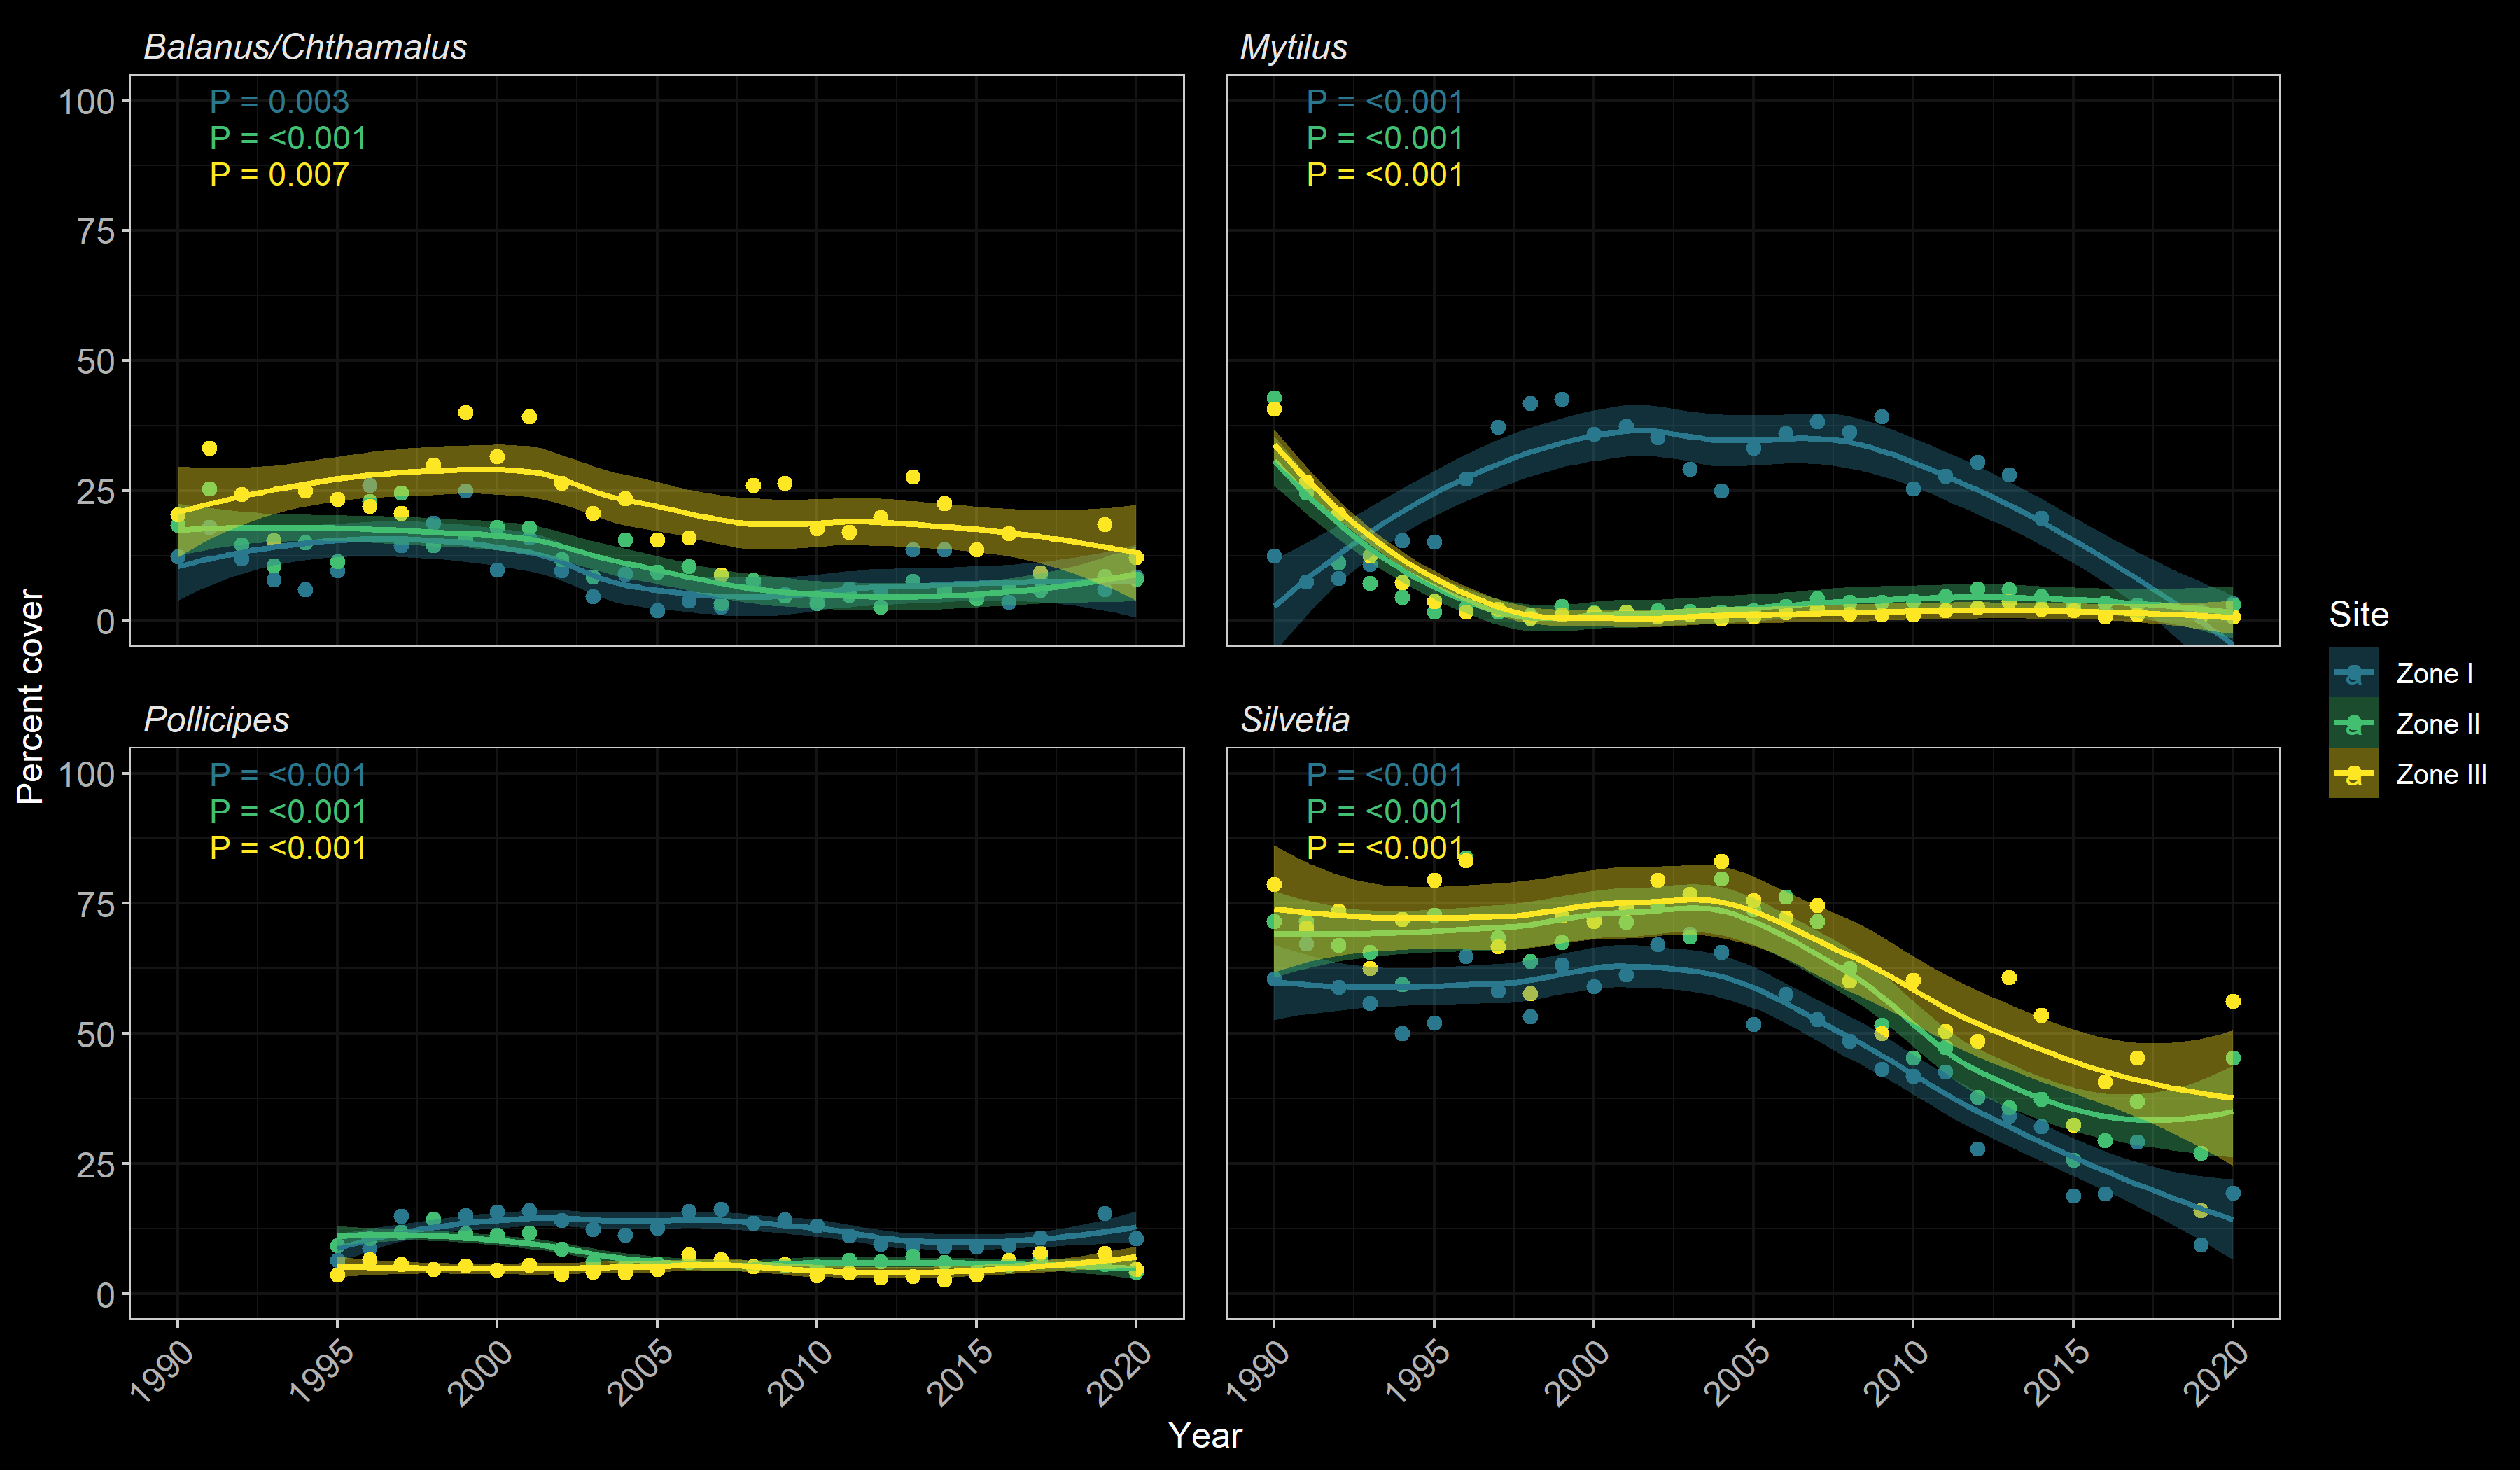 Balanus/Chthamalus
Mytilus
P = 0.003
P = <0.001
P = 0.007
P = <0.001
P = <0.001
P = <0.001
100
75
50
25
0
Pollicipes
Silvetia
P = <0.001
P = <0.001
P = <0.001
P = <0.001
P = <0.001
P = <0.001
100
75
50
25
0
Percent cover
1990 1995 2000 2005 2010 2015 2020
1990 1995 2000 2005 2010 2015 2020
Year
Site
a Zone I
a Zone II
a Zone III